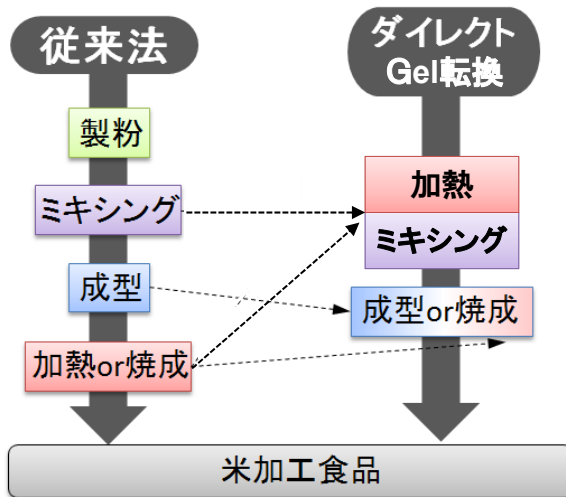 従来法
製粉
ミキシング
成型
加熱or焼成
ダイレクト
Gel転換
加熱
ミキシング
成型or焼成
米加工食品